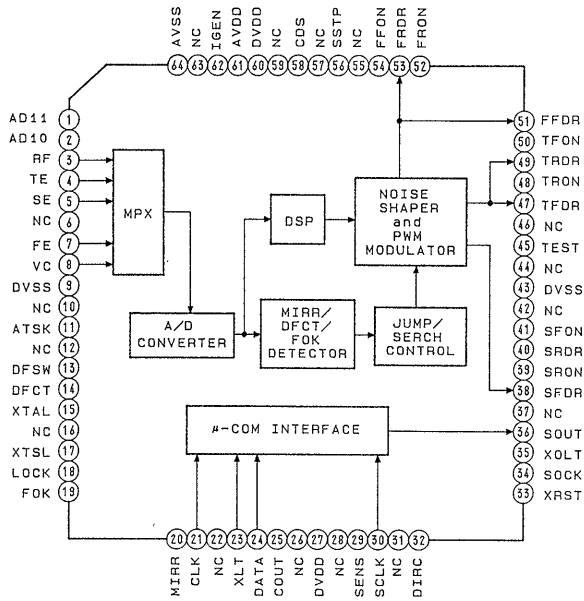 AVSS NC IGEN AVDD DVDD NC CDS NC SSTP NC FFON FRDR FRON
64 63 62 61 60 59 58 57 56 55 54 53 52
AD11 1
AD10 2
RF 3
TE 4
SE 5
NC 6
FE 7
VC 8
DVSS 9
NC 10
ATSK 11
NC 12
DFSW 13
DFCT 14
XTAL 15
NC 16
XTSL 17
LOCK 18
FOK 19
MPX
DSP
NOISE
SHAPER
and
PWM
MODULATOR
A/D
CONVERTER
MIRR/
DFCT/
FOK
DETECTOR
JUMP/
SERCH
CONTROL
µ-COM INTERFACE
51 FFDR
50 TFON
49 TRDR
48 TRON
47 TFDR
46 NC
45 TEST
44 NC
43 DVSS
42 NC
41 SFON
40 SRDR
39 SRON
38 SFDR
37 NC
36 SOUT
35 XOLT
34 SOCK
33 XRST
20 21 22 23 24 25 26 27 28 29 30 31 32
MIRR CLK NC XLT DATA COUT NC DVDD NC SENS SCLK NC DIRC